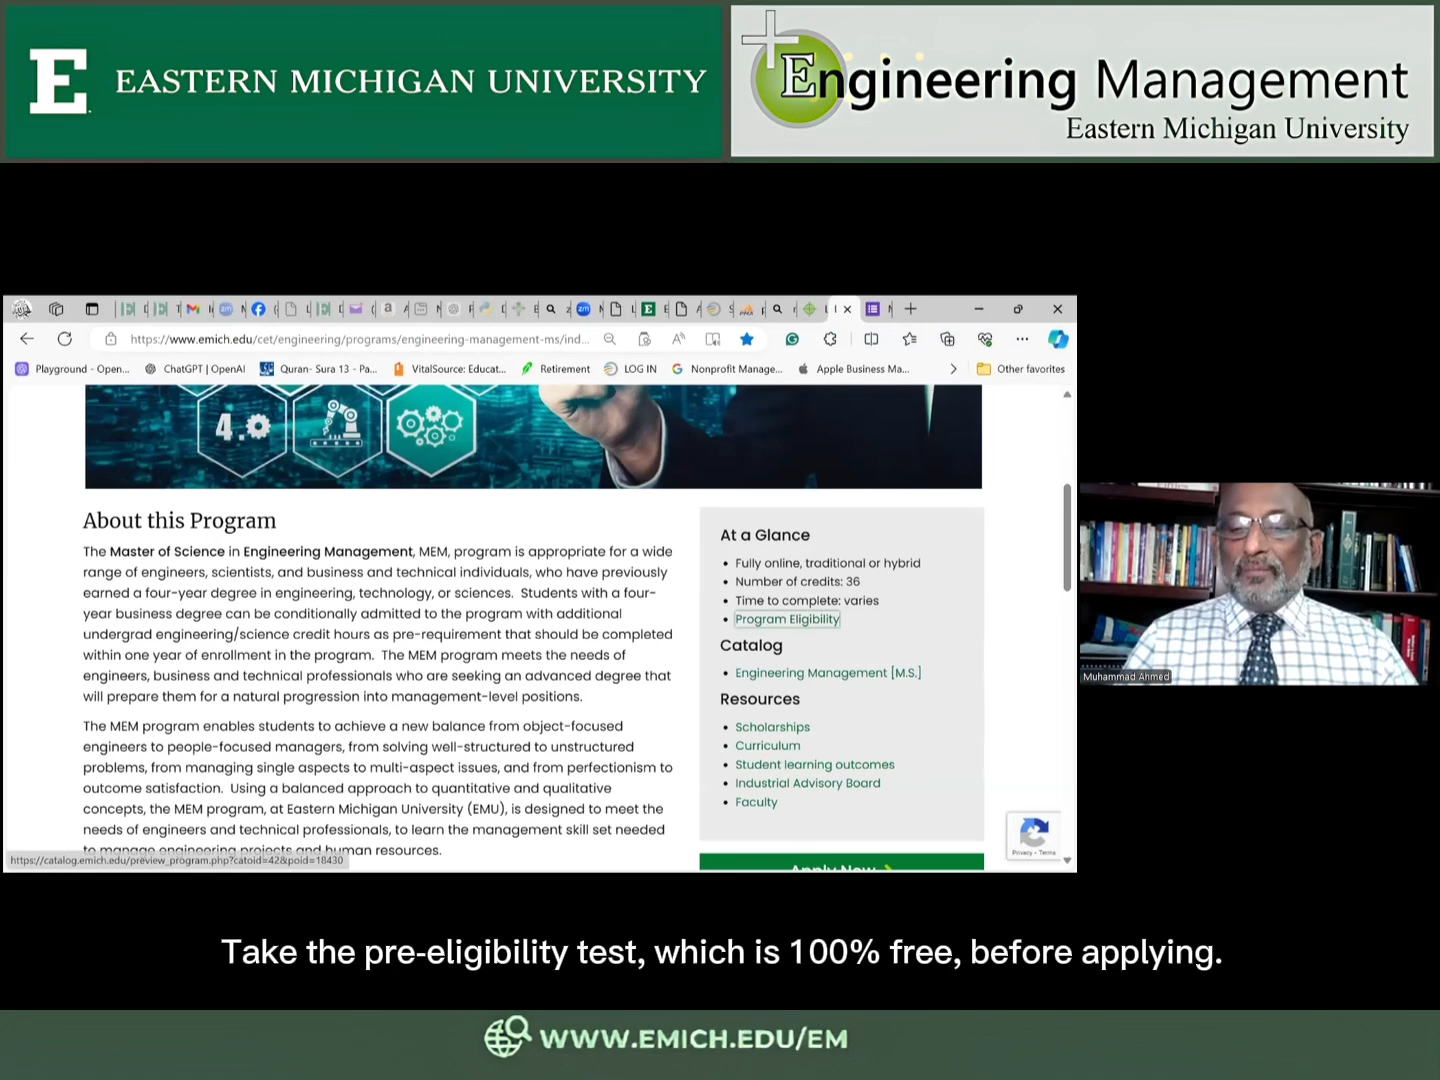 E EASTERN MICHIGAN UNIVERSITY
Engineering Management
Eastern Michigan University
https://www.emich.edu/cet/engineering/programs/engineering-management-ms/ind...
Playground - Open...
ChatGPT | OpenAI
Quran- Sura 13 - Pa...
VitalSource: Educat...
Retirement
LOG IN
Nonprofit Manage...
Apple Business Ma...
Other favorites
4.0
About this Program
The Master of Science in Engineering Management, MEM, program is appropriate for a wide
range of engineers, scientists, and business and technical individuals, who have previously
earned a four-year degree in engineering, technology, or sciences. Students with a four-
year business degree can be conditionally admitted to the program with additional
undergrad engineering/science credit hours as pre-requirement that should be completed
within one year of enrollment in the program. The MEM program meets the needs of
engineers, business and technical professionals who are seeking an advanced degree that
will prepare them for a natural progression into management-level positions.
The MEM program enables students to achieve a new balance from object-focused
engineers to people-focused managers, from solving well-structured to unstructured
problems, from managing single aspects to multi-aspect issues, and from perfectionism to
outcome satisfaction. Using a balanced approach to quantitative and qualitative
concepts, the MEM program, at Eastern Michigan University (EMU), is designed to meet the
needs of engineers and technical professionals, to learn the management skill set needed
to manage engineering projects and human resources.
https://catalog.emich.edu/preview_program.php?catoid=42&poid=18430
At a Glance
• Fully online, traditional or hybrid
• Number of credits: 36
• Time to complete: varies
• Program Eligibility
Catalog
• Engineering Management [M.S.]
Resources
• Scholarships
• Curriculum
• Student learning outcomes
• Industrial Advisory Board
• Faculty
Apply Now
Privacy - Terms
Muhammad Ahmed
Take the pre-eligibility test, which is 100% free, before applying.
WWW.EMICH.EDU/EM